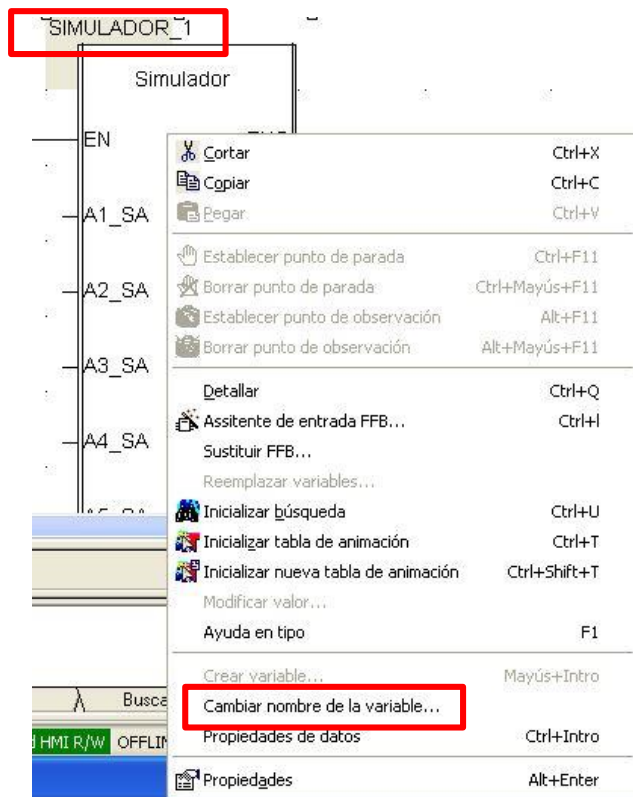 SIMULADOR_1
Simulador
EN
A1_SA
A2_SA
A3_SA
A4_SA
Cortar Ctrl+X
Copiar Ctrl+C
Pegar Ctrl+V
Establecer punto de parada Ctrl+F11
Borrar punto de parada Ctrl+Mayús+F11
Establecer punto de observación Alt+F11
Borrar punto de observación Alt+Mayús+F11
Detallar Ctrl+Q
Assitente de entrada FFB... Ctrl+I
Sustituir FFB...
Reemplazar variables...
Inicializar búsqueda Ctrl+U
Inicializar tabla de animación Ctrl+T
Inicializar nueva tabla de animación Ctrl+Shift+T
Modificar valor...
Ayuda en tipo F1
Crear variable... Mayús+Intro
Cambiar nombre de la variable...
Propiedades de datos Ctrl+Intro
Propiedades Alt+Enter
Busca
HMI R/W OFFLIN